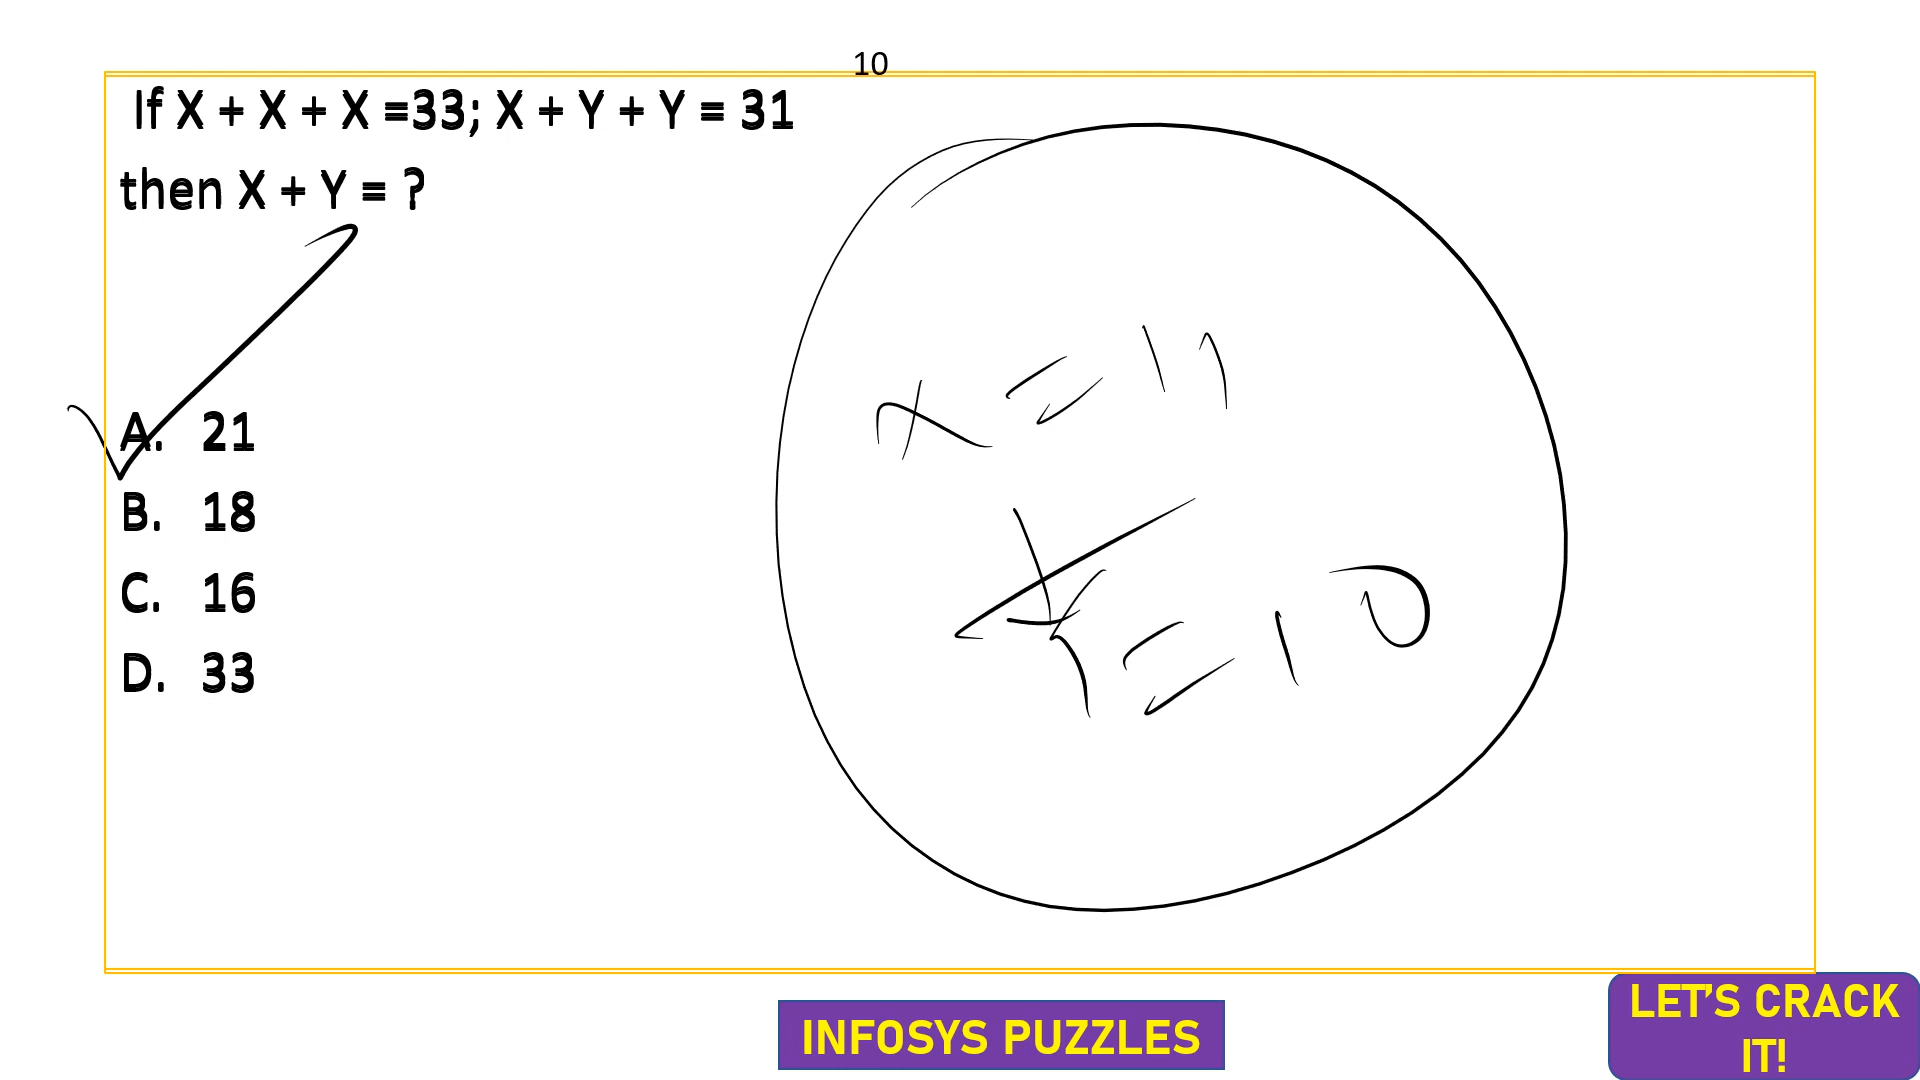 10
If X + X + X =33; X + Y + Y = 31
then X + Y = ?
A. 21
B. 18
C. 16
D. 33
x = 11
Y = 10
INFOSYS PUZZLES
LET'S CRACK
IT!